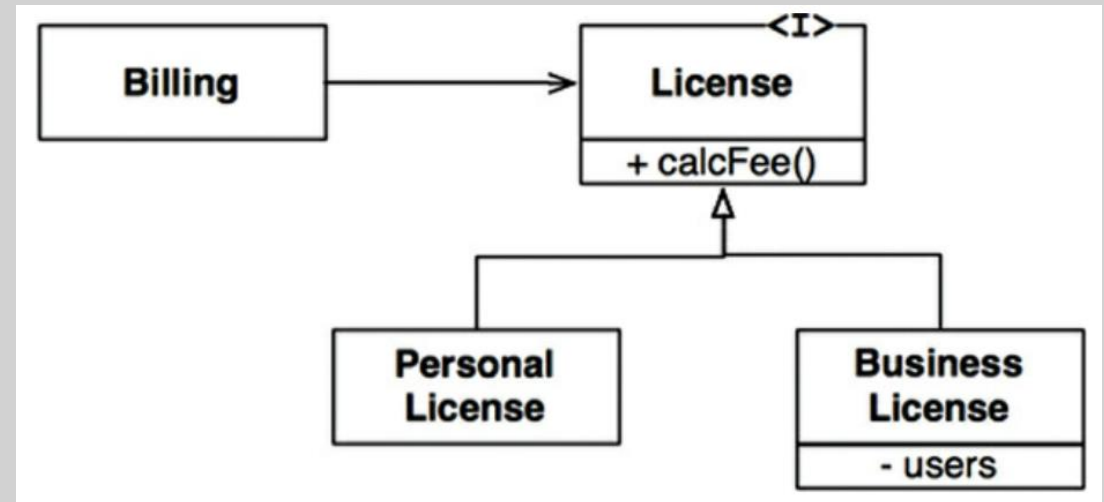 <I>
Billing
License
+ calcFee()
Personal
License
Business
License
- users